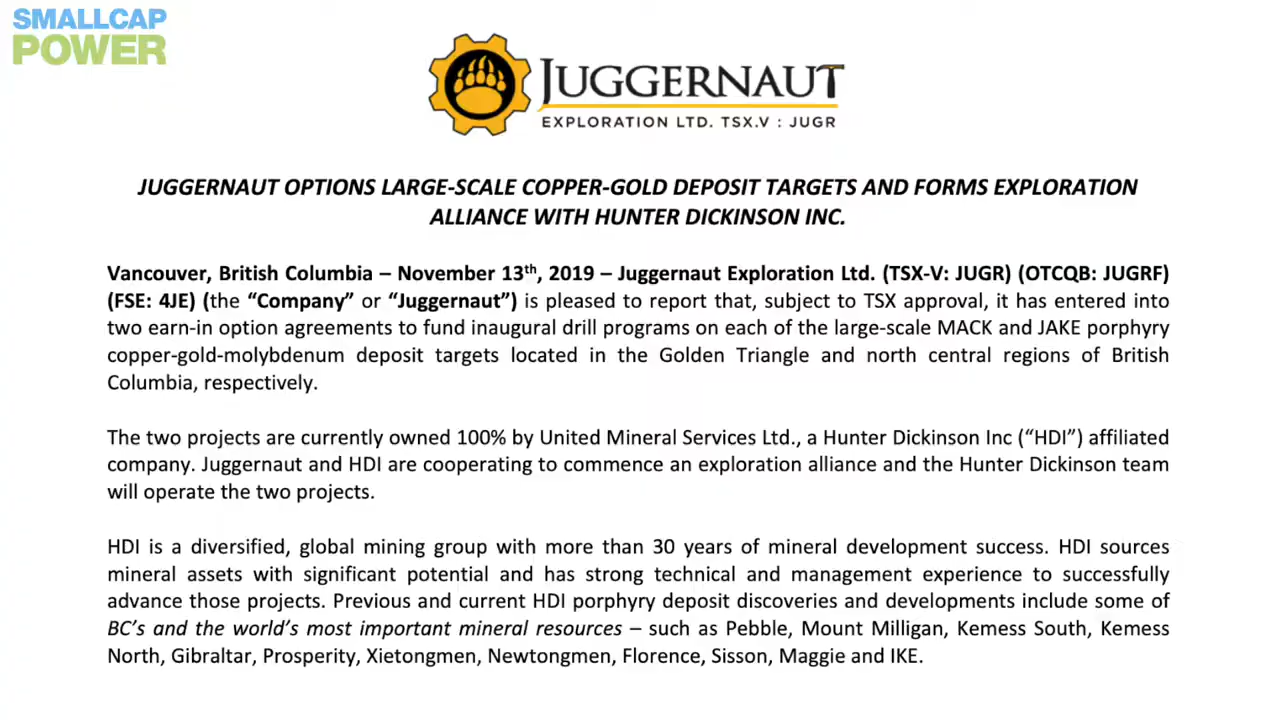 SMALLCAP
POWER
JUGGERNAUT
EXPLORATION LTD. TSX.V : JUGR
JUGGERNAUT OPTIONS LARGE-SCALE COPPER-GOLD DEPOSIT TARGETS AND FORMS EXPLORATION
ALLIANCE WITH HUNTER DICKINSON INC.
Vancouver, British Columbia – November 13th, 2019 – Juggernaut Exploration Ltd. (TSX-V: JUGR) (OTCQB: JUGRF)
(FSE: 4JE) (the “Company” or “Juggernaut”) is pleased to report that, subject to TSX approval, it has entered into
two earn-in option agreements to fund inaugural drill programs on each of the large-scale MACK and JAKE porphyry
copper-gold-molybdenum deposit targets located in the Golden Triangle and north central regions of British
Columbia, respectively.
The two projects are currently owned 100% by United Mineral Services Ltd., a Hunter Dickinson Inc (“HDI”) affiliated
company. Juggernaut and HDI are cooperating to commence an exploration alliance and the Hunter Dickinson team
will operate the two projects.
HDI is a diversified, global mining group with more than 30 years of mineral development success. HDI sources
mineral assets with significant potential and has strong technical and management experience to successfully
advance those projects. Previous and current HDI porphyry deposit discoveries and developments include some of
BC’s and the world’s most important mineral resources – such as Pebble, Mount Milligan, Kemess South, Kemess
North, Gibraltar, Prosperity, Xietongmen, Newtongmen, Florence, Sisson, Maggie and IKE.